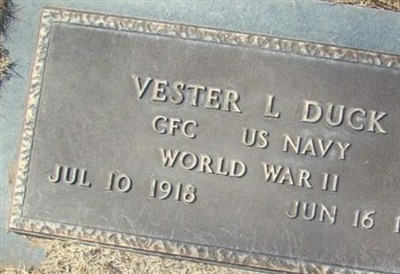 VESTER L DUCK
CFC US NAVY
WORLD WAR II
JUL 10 1918 JUN 16